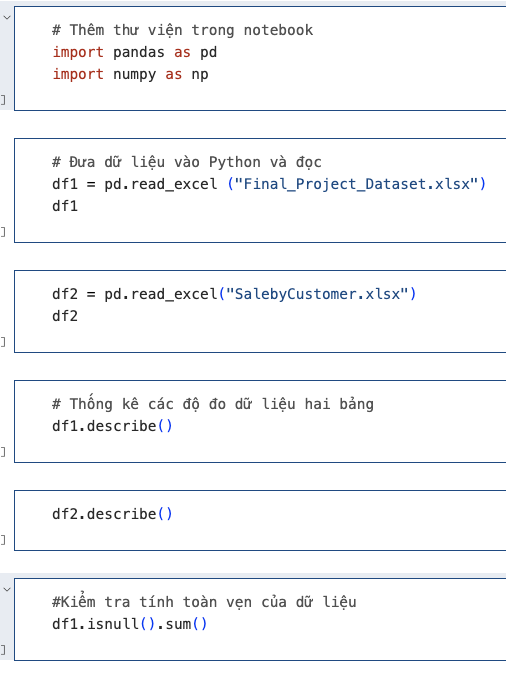 # Thêm thư viện trong notebook
import pandas as pd
import numpy as np
# Đưa dữ liệu vào Python và đọc
df1 = pd.read_excel ("Final_Project_Dataset.xlsx")
df1
df2 = pd.read_excel("SalebyCustomer.xlsx")
df2
# Thống kê các độ đo dữ liệu hai bảng
df1.describe()
df2.describe()
#Kiểm tra tính toàn vẹn của dữ liệu
df1.isnull().sum()